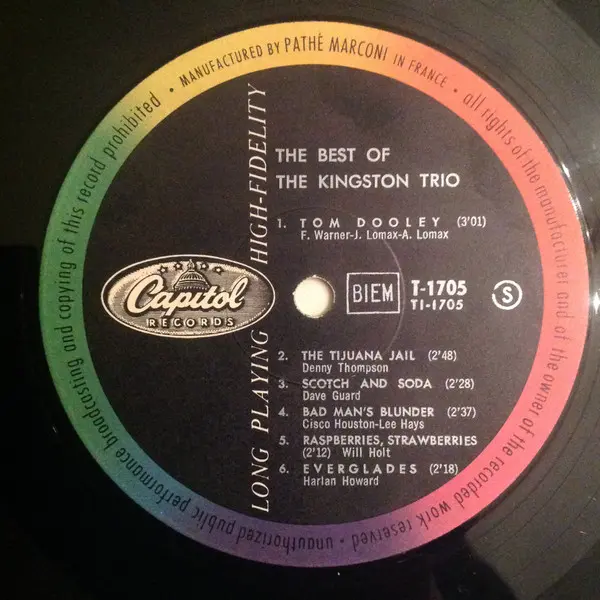 • MANUFACTURED BY PATHÉ MARCONI IN FRANCE • all rights of the manufacturer and of the owner of the recorded work reserved • unauthorized public performance broadcasting and copying of this record prohibited
LONG PLAYING HIGH-FIDELITY
THE BEST OF
THE KINGSTON TRIO
1. TOM DOOLEY (3'01)
F. Warner-J. Lomax-A. Lomax
Capitol
RECORDS
BIEM
T-1705
T1-1705
S
2. THE TIJUANA JAIL (2'48)
Denny Thompson
3. SCOTCH AND SODA (2'28)
Dave Guard
4. BAD MAN'S BLUNDER (2'37)
Cisco Houston-Lee Hays
5. RASPBERRIES, STRAWBERRIES
(2'12) Will Holt
6. EVERGLADES (2'18)
Harlan Howard